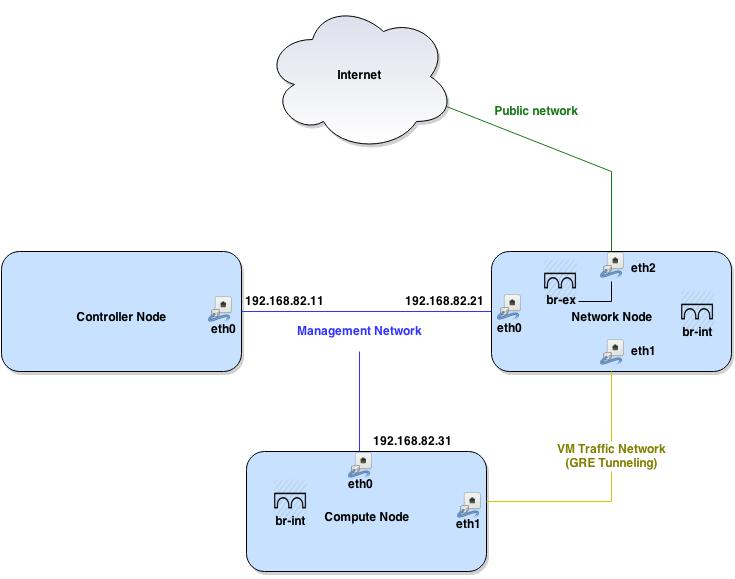 Internet
Public network
eth2
br-ex
192.168.82.11
192.168.82.21
Controller Node
eth0
eth0
Network Node
br-int
Management Network
eth1
192.168.82.31
VM Traffic Network
(GRE Tunneling)
eth0
br-int
Compute Node
eth1